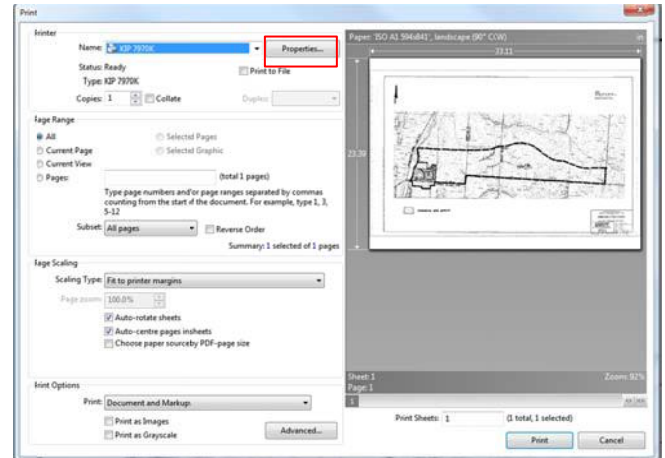 Print
Printer
Name: KIP 7970K
Properties...
Status: Ready
Print to File
Type: KIP 7970K
Copies: 1
Collate
Duplex:
Page Range
All
Selected Pages
Current Page
Selected Graphic
Current View
Pages:
(total 1 pages)
Type page numbers and/or page ranges separated by commas
counting from the start if the document. For example, type 1, 3,
5-12
Subset: All pages
Reverse Order
Summary: 1 selected of 1 pages
Page Scaling
Scaling Type: Fit to printer margins
Page zoom: 100.0%
Auto-rotate sheets
Auto-centre pages insheets
Choose paper sourceby PDF-page size
Print Options
Print: Document and Markup
Print as Images
Print as Grayscale
Advanced...
Paper: 'ISO A1 594x841', landscape (90° CCW)
in
33.11
23.39
Sheet: 1
Zoom: 92%
Page: 1
1
Print Sheets: 1
(1 total, 1 selected)
Print
Cancel